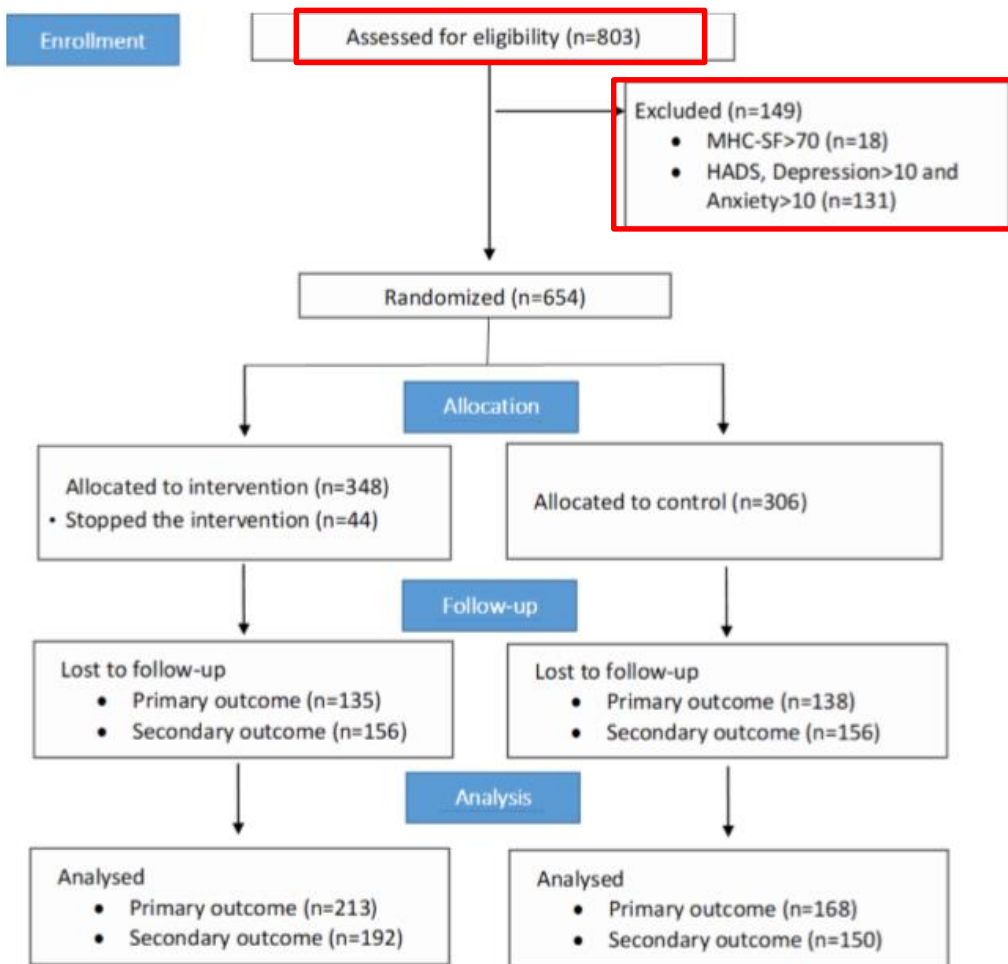 Enrollment
Assessed for eligibility (n=803)
Excluded (n=149)
• MHC-SF>70 (n=18)
• HADS, Depression>10 and
Anxiety>10 (n=131)
Randomized (n=654)
Allocation
Allocated to intervention (n=348)
• Stopped the intervention (n=44)
Allocated to control (n=306)
Follow-up
Lost to follow-up
• Primary outcome (n=135)
• Secondary outcome (n=156)
Lost to follow-up
• Primary outcome (n=138)
• Secondary outcome (n=156)
Analysis
Analysed
• Primary outcome (n=213)
• Secondary outcome (n=192)
Analysed
• Primary outcome (n=168)
• Secondary outcome (n=150)